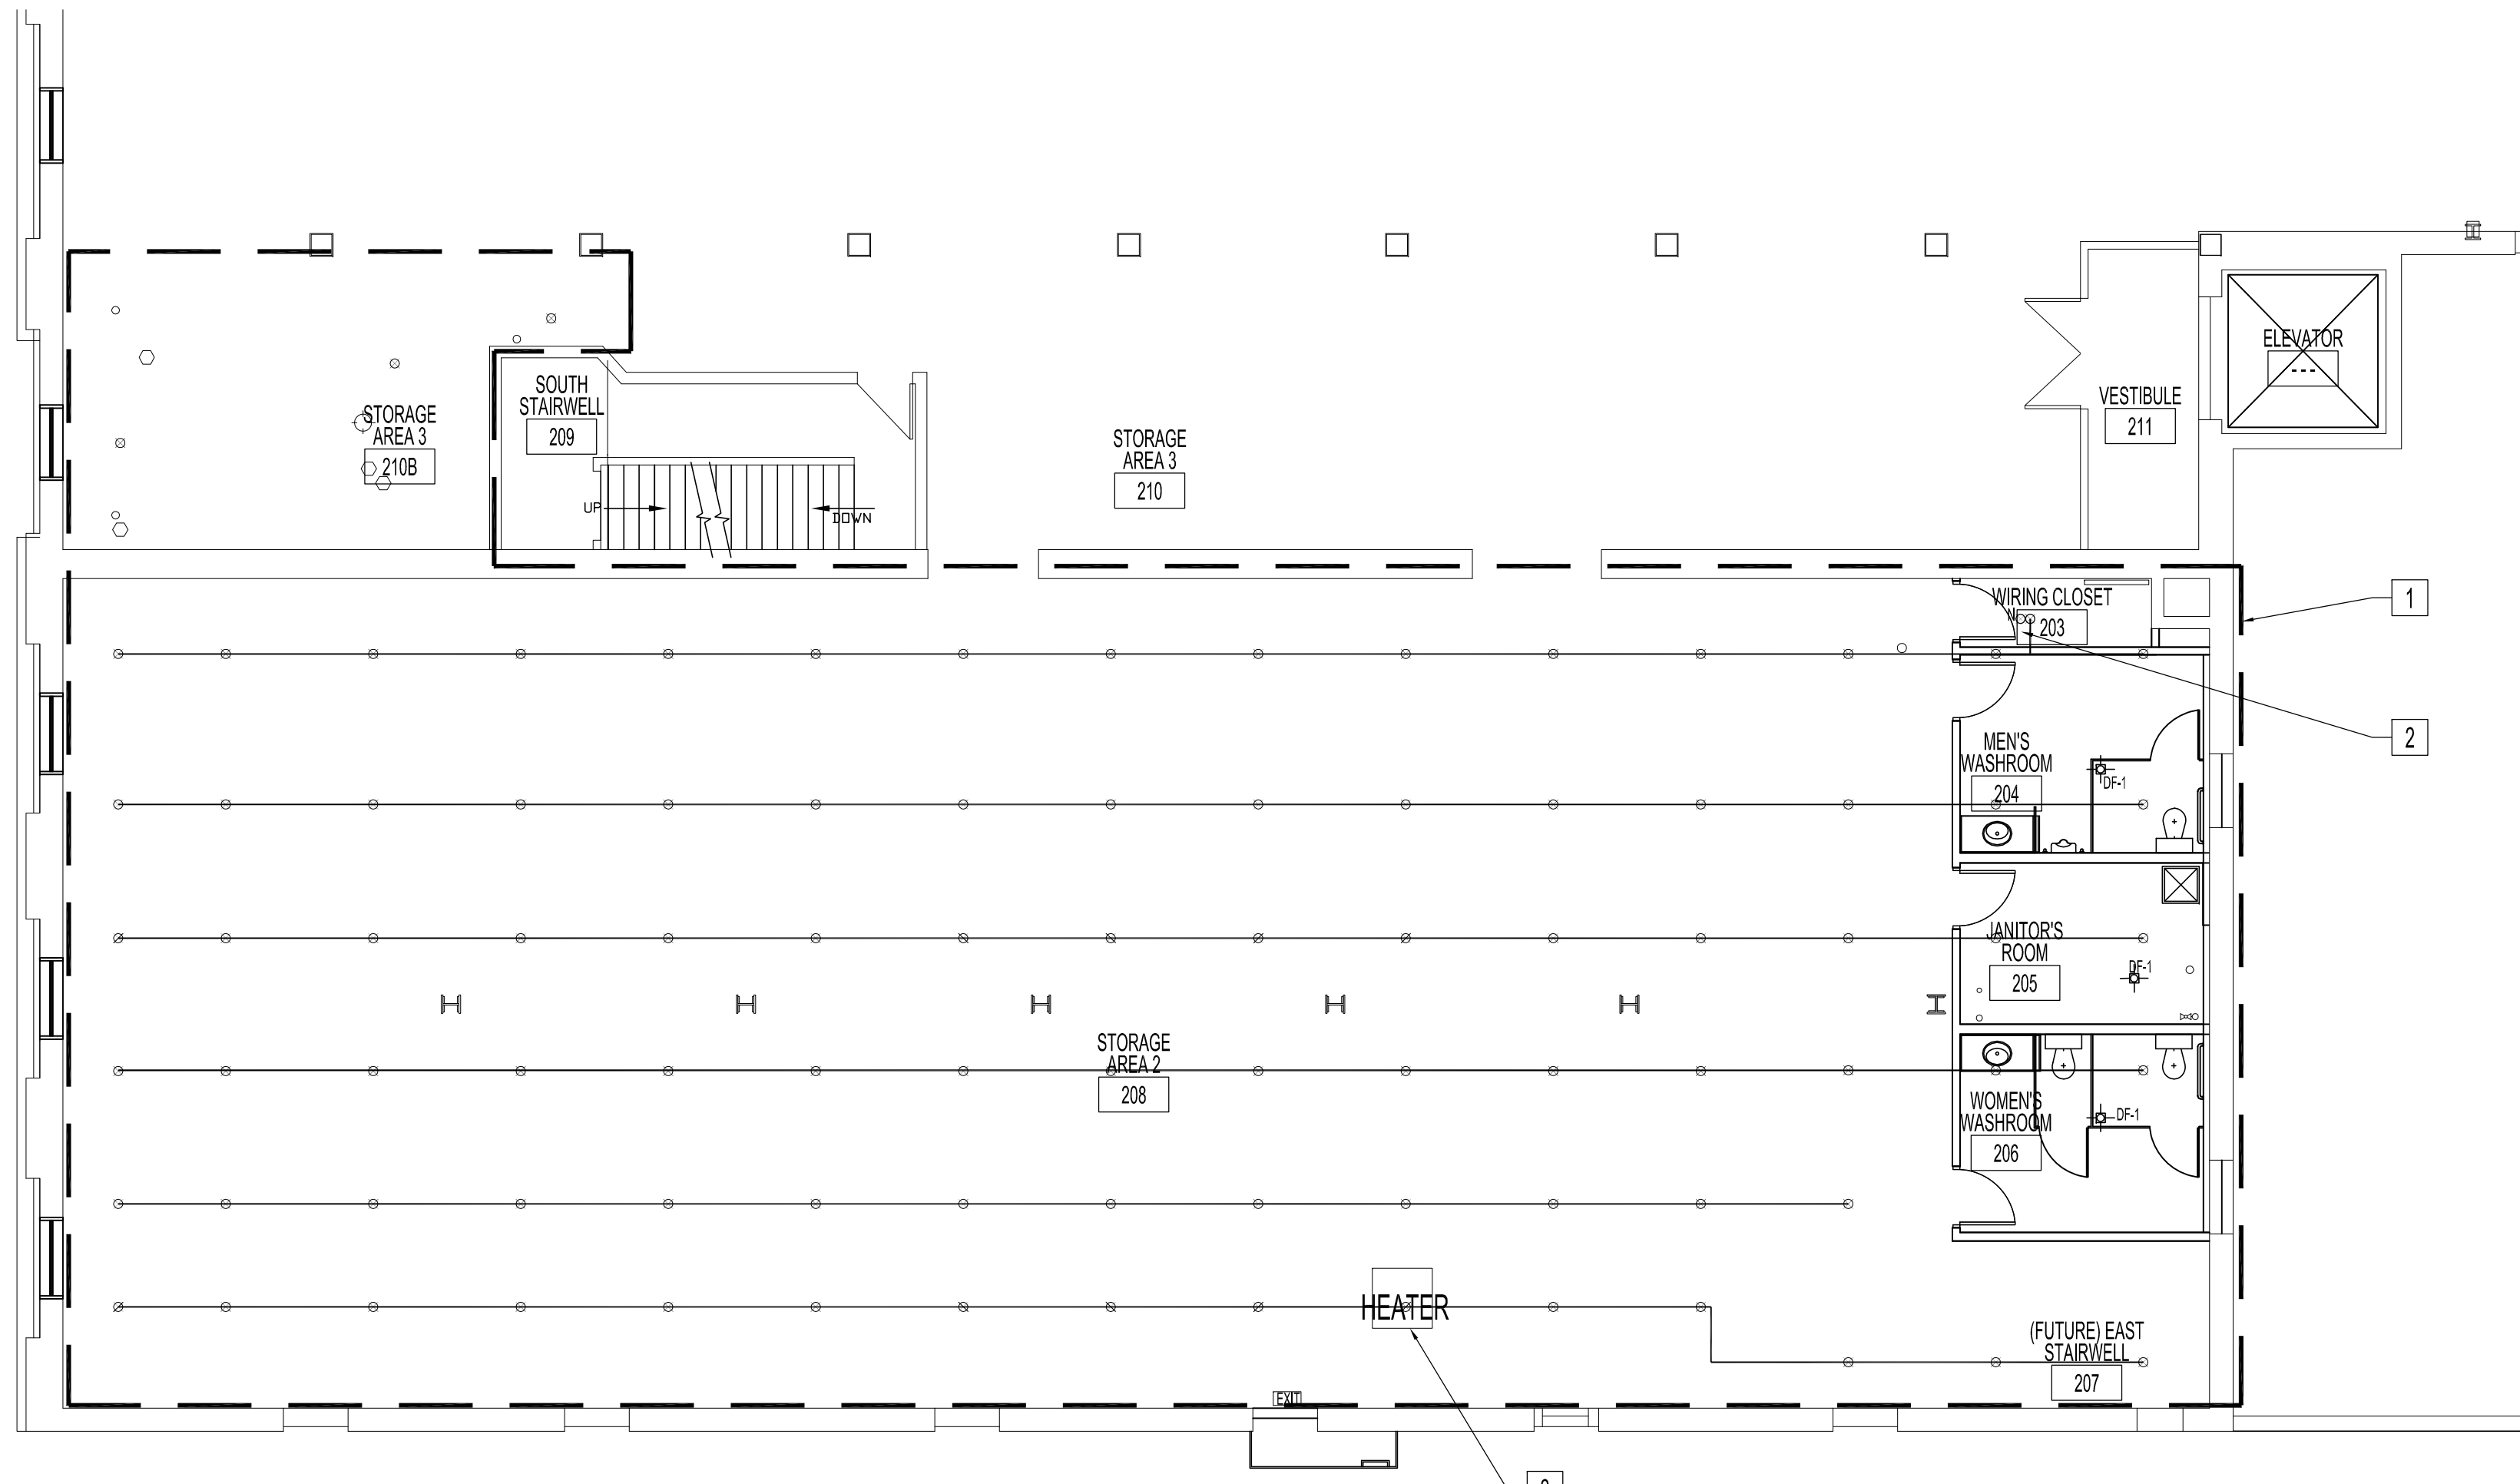 ELEVATOR
---
SOUTH
STAIRWELL
209
VESTIBULE
211
STORAGE
AREA 3
210B
STORAGE
AREA 3
210
UP
DOWN
WIRING CLOSET
N
203
1
2
MEN'S
WASHROOM
204
DF-1
JANITOR'S
ROOM
205
DF-1
STORAGE
AREA 2
208
WOMEN'S
WASHROOM
206
DF-1
HEATER
(FUTURE) EAST
STAIRWELL
207
EXIT